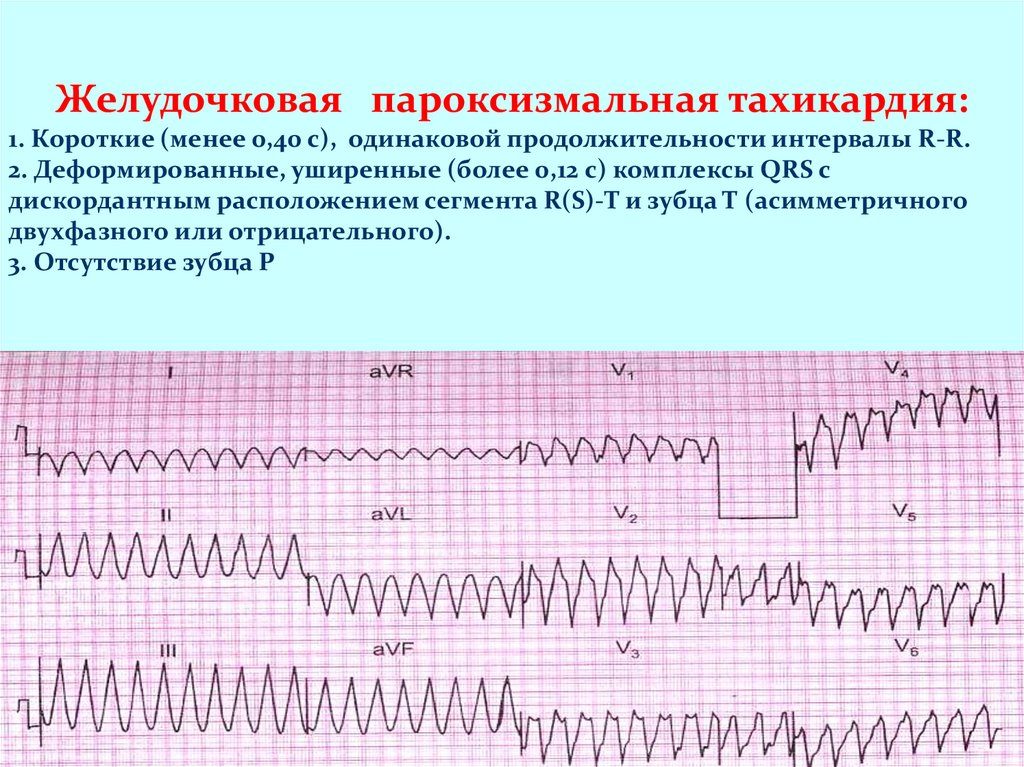 Желудочковая пароксизмальная тахикардия:
1. Короткие (менее 0,40 с), одинаковой продолжительности интервалы R-R.
2. Деформированные, уширенные (более 0,12 с) комплексы QRS с
дискордантным расположением сегмента R(S)-T и зубца T (асимметричного
двухфазного или отрицательного).
3. Отсутствие зубца P
I aVR V1 V4
II aVL V2 V5
III aVF V3 V6